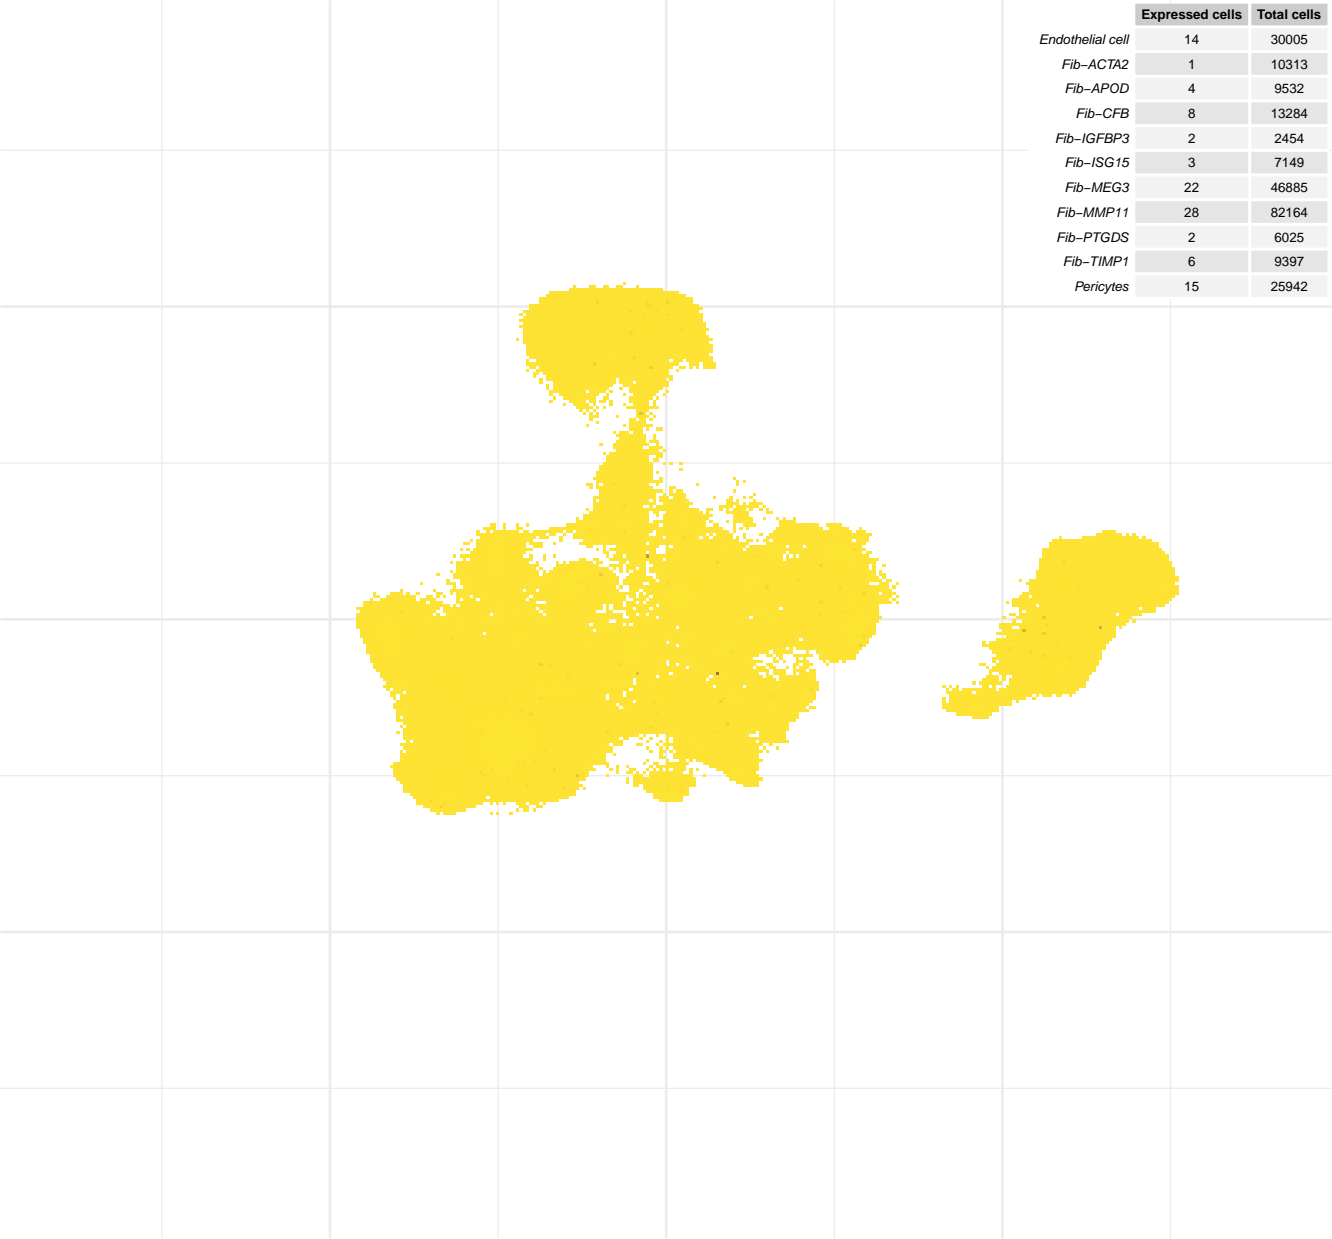 Expressed cells Total cells
Endothelial cell 14 30005
Fib−ACTA2 1 10313
Fib−APOD 4 9532
Fib−CFB 8 13284
Fib−IGFBP3 2 2454
Fib−ISG15 3 7149
Fib−MEG3 22 46885
Fib−MMP11 28 82164
Fib−PTGDS 2 6025
Fib−TIMP1 6 9397
Pericytes 15 25942